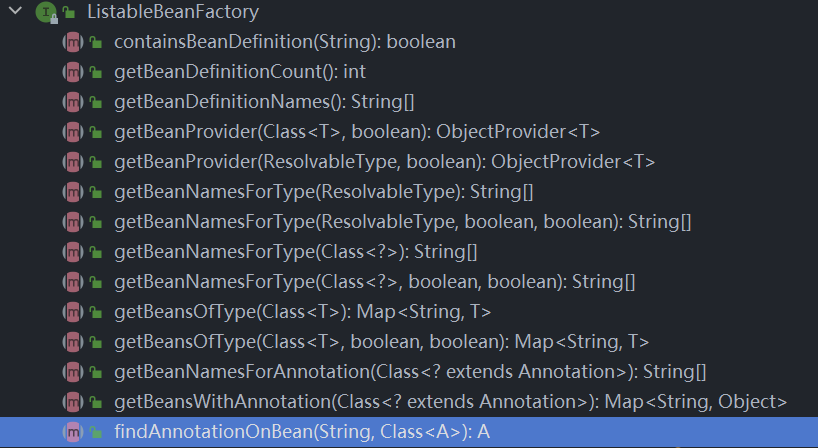 ListableBeanFactory
containsBeanDefinition(String): boolean
getBeanDefinitionCount(): int
getBeanDefinitionNames(): String[]
getBeanProvider(Class<T>, boolean): ObjectProvider<T>
getBeanProvider(ResolvableType, boolean): ObjectProvider<T>
getBeanNamesForType(ResolvableType): String[]
getBeanNamesForType(ResolvableType, boolean, boolean): String[]
getBeanNamesForType(Class<?>): String[]
getBeanNamesForType(Class<?>, boolean, boolean): String[]
getBeansOfType(Class<T>): Map<String, T>
getBeansOfType(Class<T>, boolean, boolean): Map<String, T>
getBeanNamesForAnnotation(Class<? extends Annotation>): String[]
getBeansWithAnnotation(Class<? extends Annotation>): Map<String, Object>
findAnnotationOnBean(String, Class<A>): A